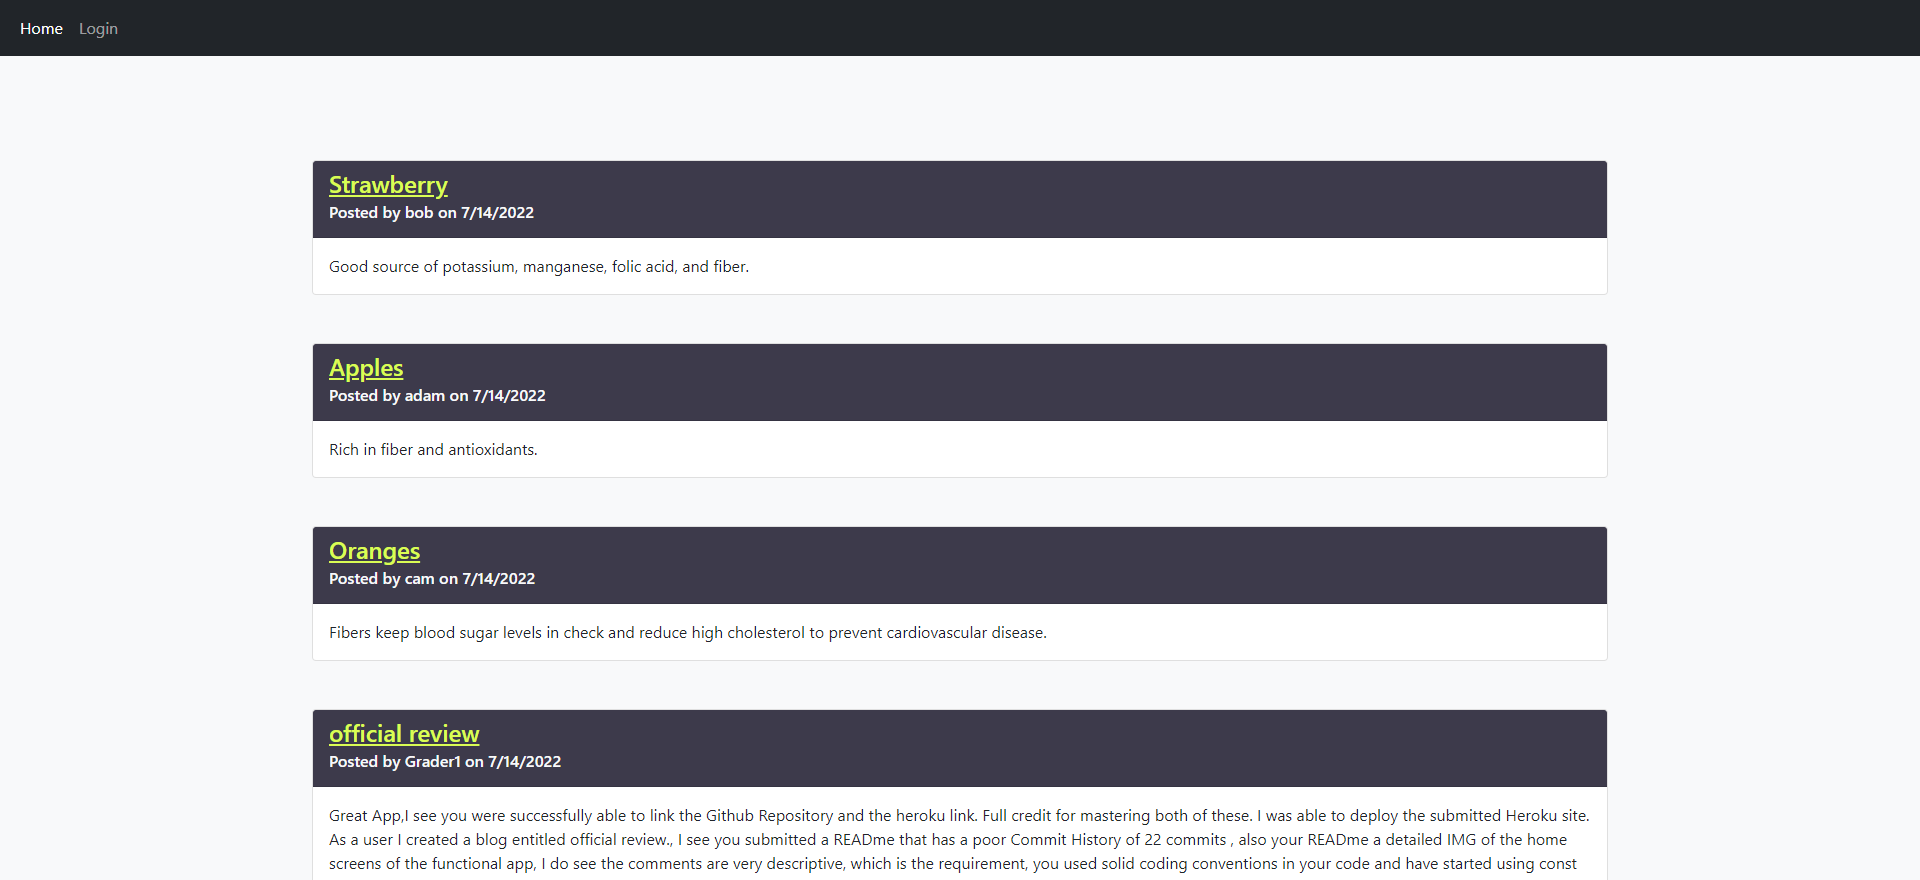 Home Login
Strawberry
Posted by bob on 7/14/2022
Good source of potassium, manganese, folic acid, and fiber.
Apples
Posted by adam on 7/14/2022
Rich in fiber and antioxidants.
Oranges
Posted by cam on 7/14/2022
Fibers keep blood sugar levels in check and reduce high cholesterol to prevent cardiovascular disease.
official review
Posted by Grader1 on 7/14/2022
Great App,I see you were successfully able to link the Github Repository and the heroku link. Full credit for mastering both of these. I was able to deploy the submitted Heroku site.
As a user I created a blog entitled official review., I see you submitted a READme that has a poor Commit History of 22 commits , also your READme a detailed IMG of the home
screens of the functional app, I do see the comments are very descriptive, which is the requirement, you used solid coding conventions in your code and have started using const